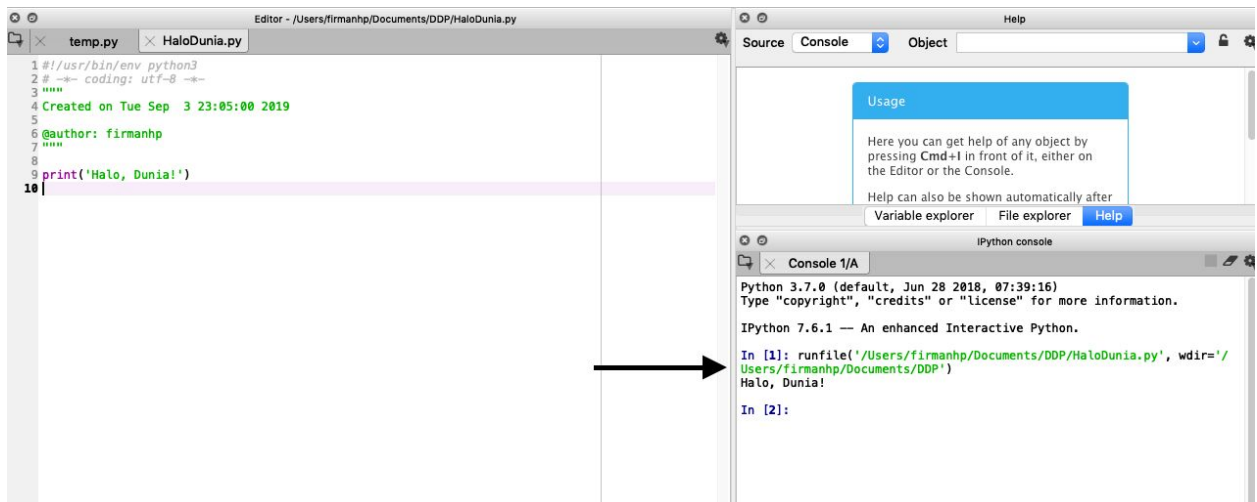 Editor - /Users/firmanhp/Documents/DDP/HaloDunia.py
temp.py
HaloDunia.py
1 #!/usr/bin/env python3
2 # -*- coding: utf-8 -*-
3 """
4 Created on Tue Sep  3 23:05:00 2019
5
6 @author: firmanhp
7 """
8
9 print('Halo, Dunia!')
10
Help
Source Console Object
Usage
Here you can get help of any object by
pressing Cmd+I in front of it, either on
the Editor or the Console.
Help can also be shown automatically after
Variable explorer File explorer Help
IPython console
Console 1/A
Python 3.7.0 (default, Jun 28 2018, 07:39:16)
Type "copyright", "credits" or "license" for more information.
IPython 7.6.1 -- An enhanced Interactive Python.
In [1]: runfile('/Users/firmanhp/Documents/DDP/HaloDunia.py', wdir='/
Users/firmanhp/Documents/DDP')
Halo, Dunia!
In [2]: